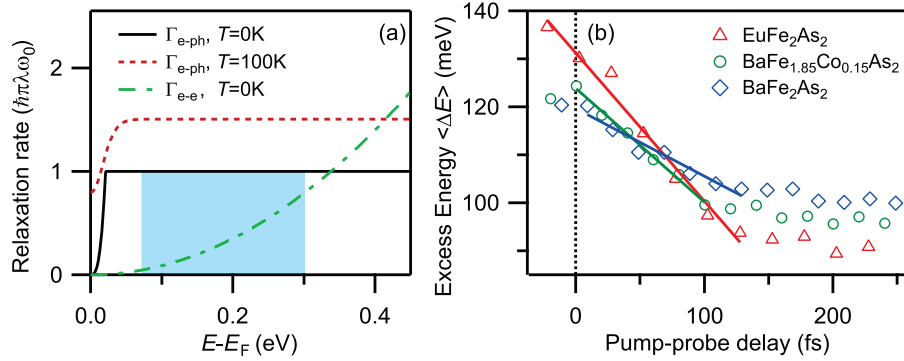 (a)
Γe-ph, T=0K
Γe-ph, T=100K
Γe-e, T=0K
Relaxation rate (ℏπλω0)
2
1
0
0.0 0.2 0.4
E-EF (eV)
(b)
EuFe2As2
BaFe1.85Co0.15As2
BaFe2As2
Excess Energy <ΔE> (meV)
140
120
100
0 100 200
Pump-probe delay (fs)